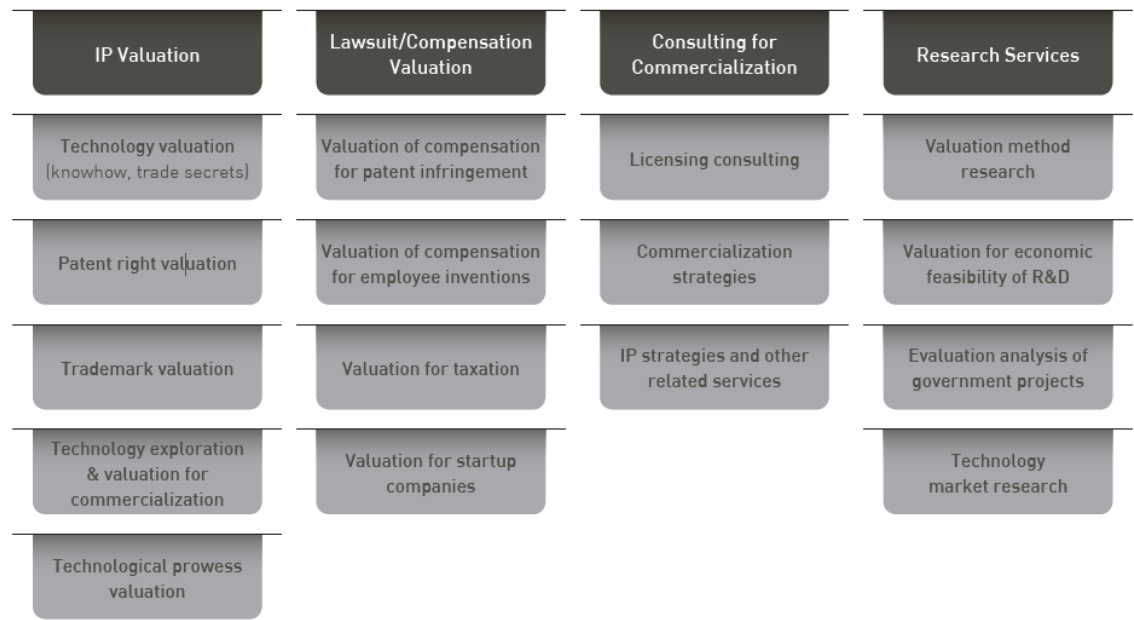 IP Valuation
Technology valuation
(knowhow, trade secrets)
Patent right valuation
Trademark valuation
Technology exploration
& valuation for
commercialization
Technological prowess
valuation
Lawsuit/Compensation
Valuation
Valuation of compensation
for patent infringement
Valuation of compensation
for employee inventions
Valuation for taxation
Valuation for startup
companies
Consulting for
Commercialization
Licensing consulting
Commercialization
strategies
IP strategies and other
related services
Research Services
Valuation method
research
Valuation for economic
feasibility of R&D
Evaluation analysis of
government projects
Technology
market research